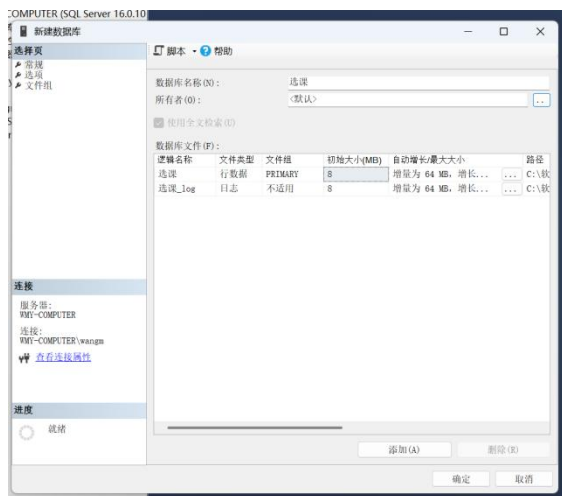 COMPUTER (SQL Server 16.0.10
新建数据库
选择页
常规
选项
文件组
脚本 帮助
数据库名称(N): 选课
所有者(O): <默认> ..
使用全文检索(U)
数据库文件(F):
逻辑名称 文件类型 文件组 初始大小(MB) 自动增长/最大大小 路径
选课 行数据 PRIMARY 8 增量为 64 MB, 增长... ... C:\软
选课_log 日志 不适用 8 增量为 64 MB, 增长... ... C:\软
连接
服务器:
WMY-COMPUTER
连接:
WMY-COMPUTER\wangm
查看连接属性
进度
就绪
添加(A) 删除(R)
确定 取消